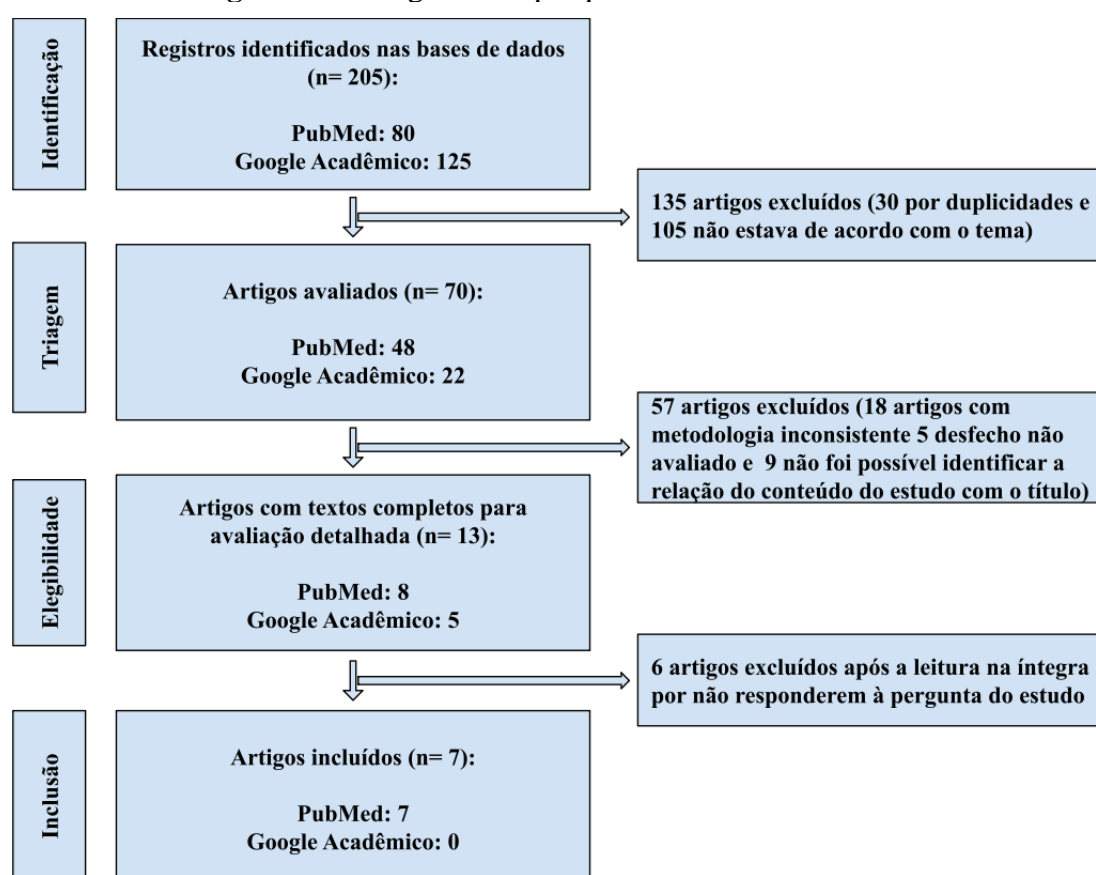 Identificação
Registros identificados nas bases de dados
(n= 205):
PubMed: 80
Google Acadêmico: 125
135 artigos excluídos (30 por duplicidades e
105 não estava de acordo com o tema)
Triagem
Artigos avaliados (n= 70):
PubMed: 48
Google Acadêmico: 22
57 artigos excluídos (18 artigos com
metodologia inconsistente 5 desfecho não
avaliado e 9 não foi possível identificar a
relação do conteúdo do estudo com o título)
Elegibilidade
Artigos com textos completos para
avaliação detalhada (n= 13):
PubMed: 8
Google Acadêmico: 5
6 artigos excluídos após a leitura na íntegra
por não responderem à pergunta do estudo
Inclusão
Artigos incluídos (n= 7):
PubMed: 7
Google Acadêmico: 0